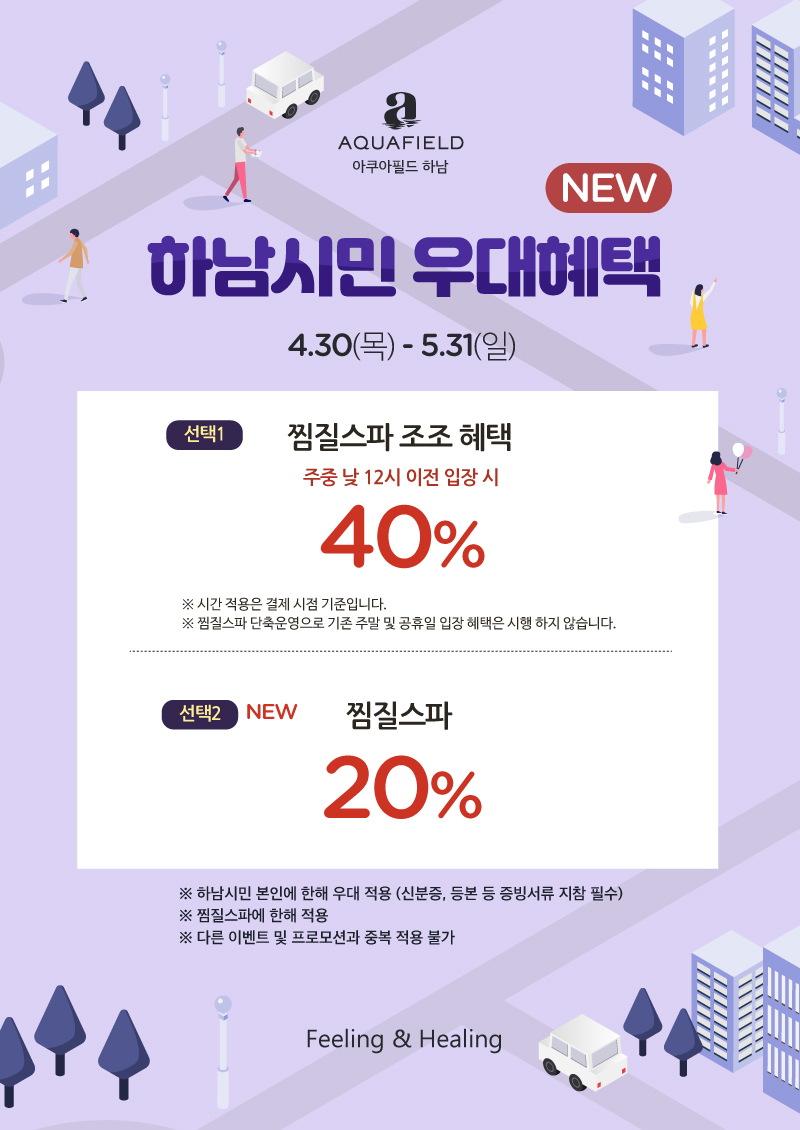 a
AQUAFIELD
아쿠아필드 하남
NEW
하남시민 우대혜택
4.30(목) - 5.31(일)
선택1
찜질스파 조조 혜택
주중 낮 12시 이전 입장 시
40%
※ 시간 적용은 결제 시점 기준입니다.
※ 찜질스파 단축운영으로 기존 주말 및 공휴일 입장 혜택은 시행 하지 않습니다.
선택2 NEW 찜질스파
20%
※ 하남시민 본인에 한해 우대 적용 (신분증, 등본 등 증빙서류 지참 필수)
※ 찜질스파에 한해 적용
※ 다른 이벤트 및 프로모션과 중복 적용 불가
Feeling & Healing